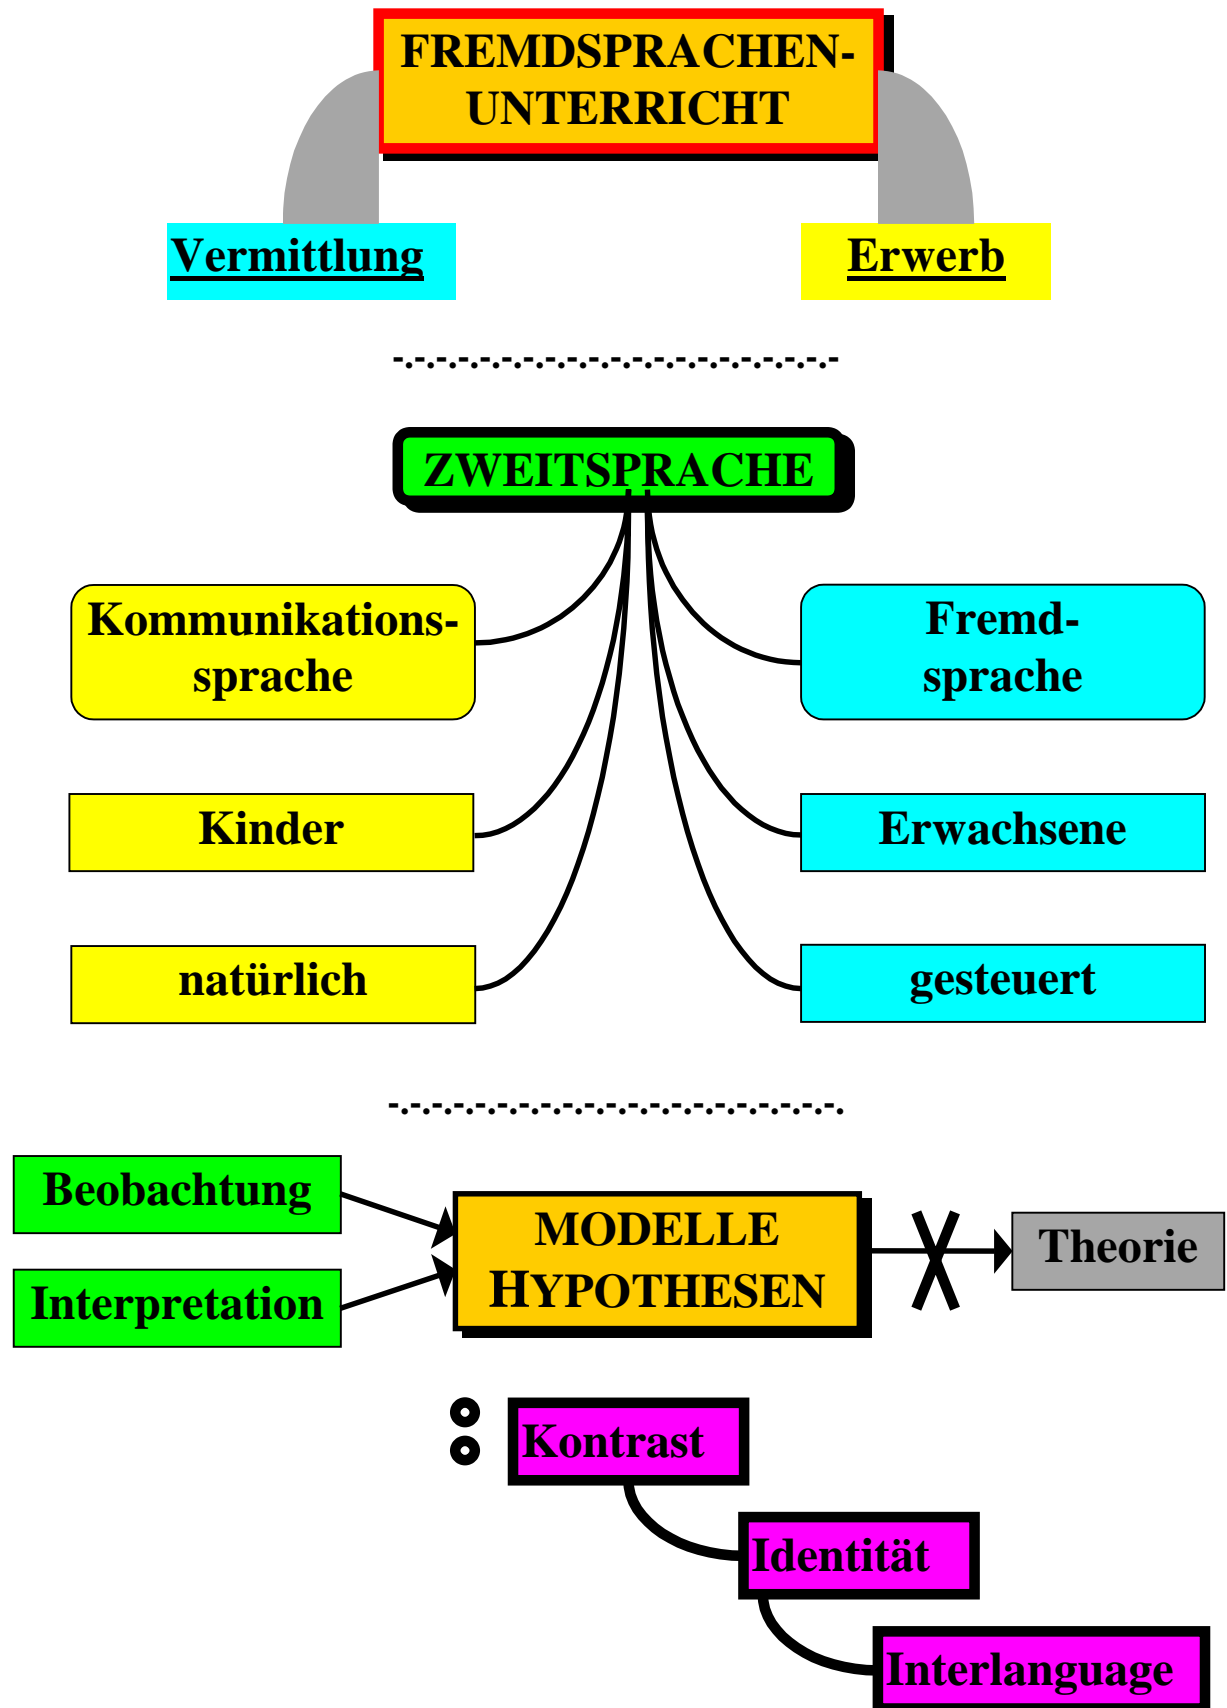 FREMDSPRACHEN-
UNTERRICHT
Vermittlung
Erwerb
-.-.-.-.-.-.-.-.-.-.-.-.-.-.-.-.-.-.-.-.-
ZWEITSPRACHE
Kommunikations-
sprache
Fremd-
sprache
Kinder
Erwachsene
natürlich
gesteuert
-.-.-.-.-.-.-.-.-.-.-.-.-.-.-.-.-.-.-.-.-.
Beobachtung
Interpretation
MODELLE
HYPOTHESEN
Theorie
Kontrast
Identität
Interlanguage